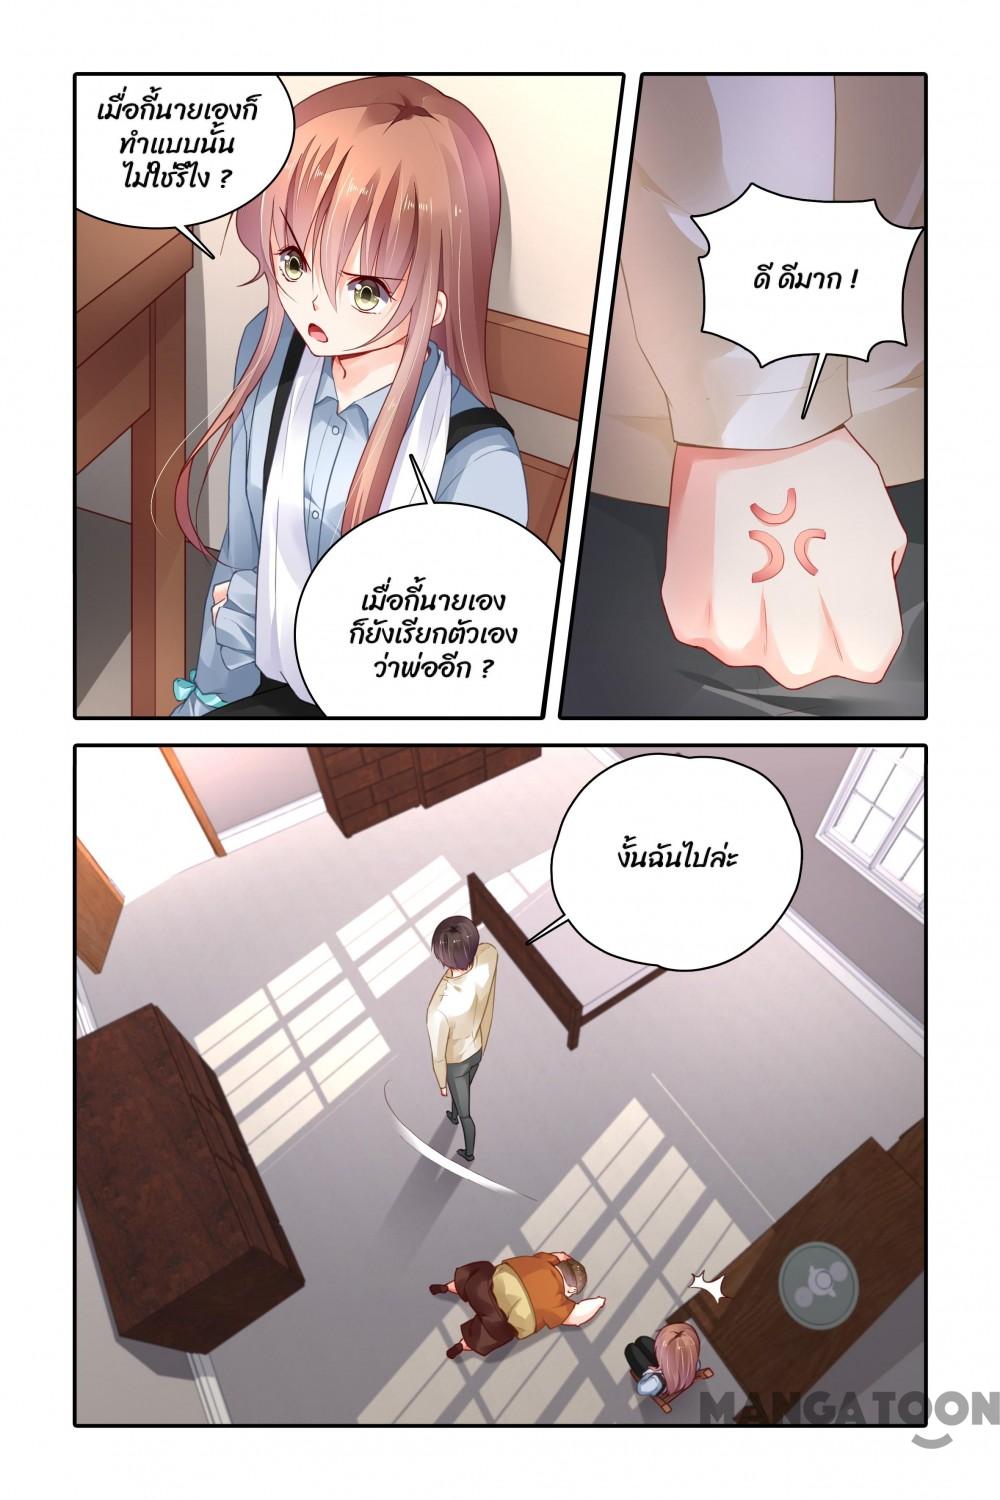 เมื่อกี้นายเองก็
ทำแบบนั้น
ไม่ใช่รึไง ?
ดี ดีมาก !
เมื่อกี้นายเอง
ก็ยังเรียกตัวเอง
ว่าพ่ออีก ?
งั้นฉันไปล่ะ
MANGATOON